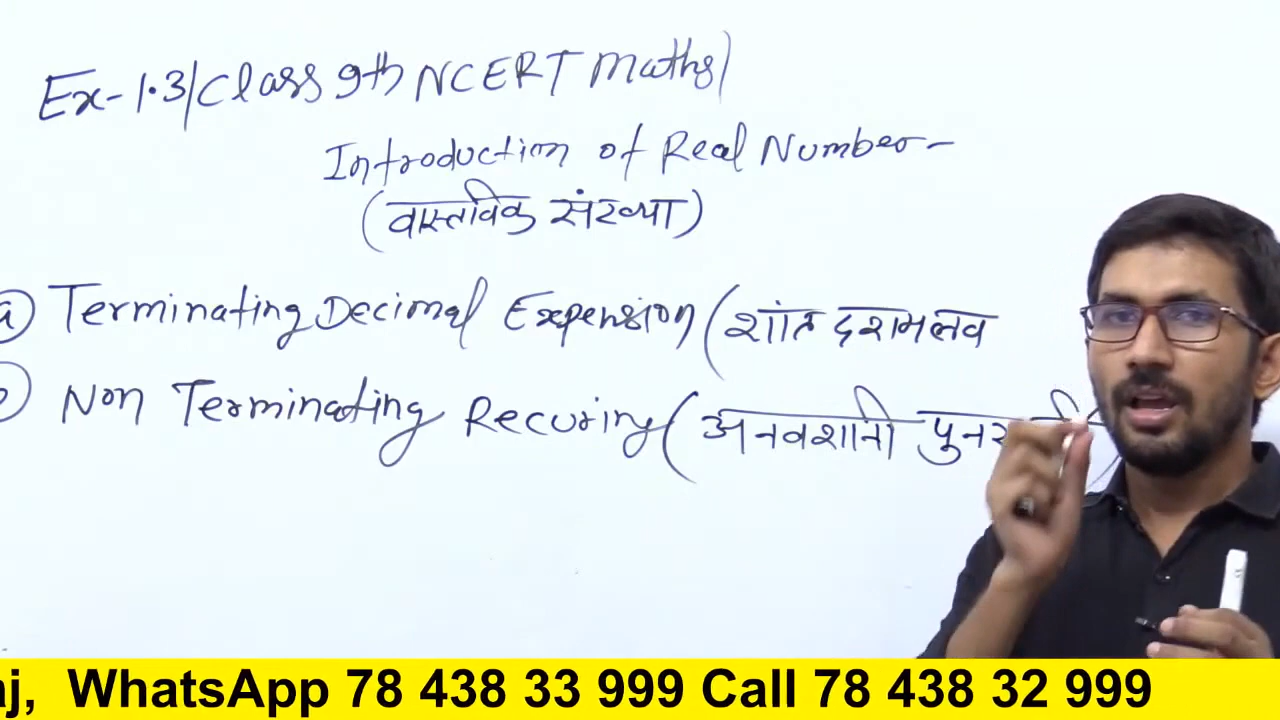 Ex-1.3/Class 9th NCERT Maths/
Introduction of Real Number-
(वास्तविक संख्या)
a) Terminating Decimal Expension (शांत दशमलव
Non Terminating Recuring (अनवशानी
WhatsApp 78 438 33 999 Call 78 438 32 999